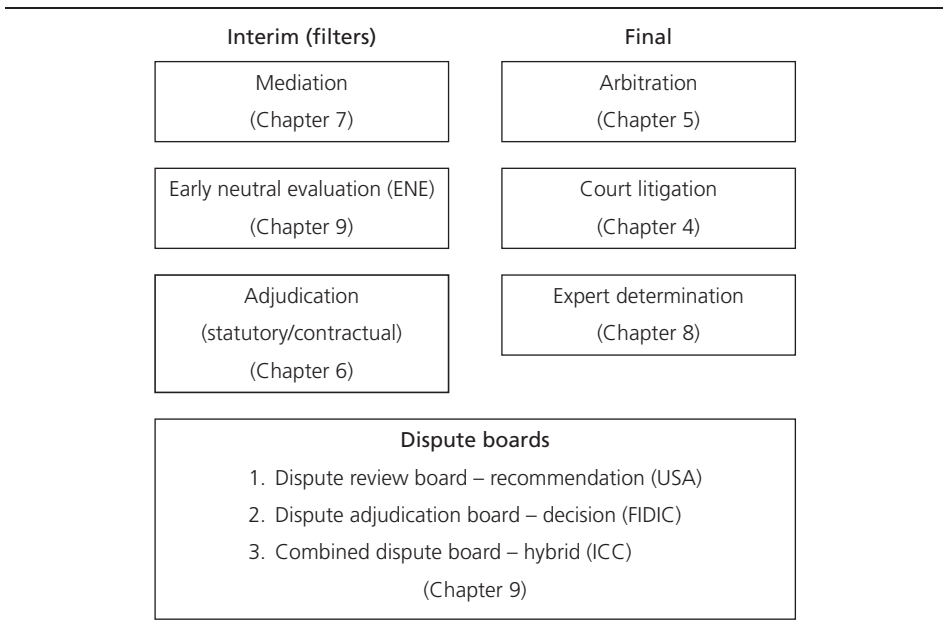 Interim (filters)
Mediation
(Chapter 7)
Early neutral evaluation (ENE)
(Chapter 9)
Adjudication
(statutory/contractual)
(Chapter 6)
Final
Arbitration
(Chapter 5)
Court litigation
(Chapter 4)
Expert determination
(Chapter 8)
Dispute boards
1. Dispute review board – recommendation (USA)
2. Dispute adjudication board – decision (FIDIC)
3. Combined dispute board – hybrid (ICC)
(Chapter 9)